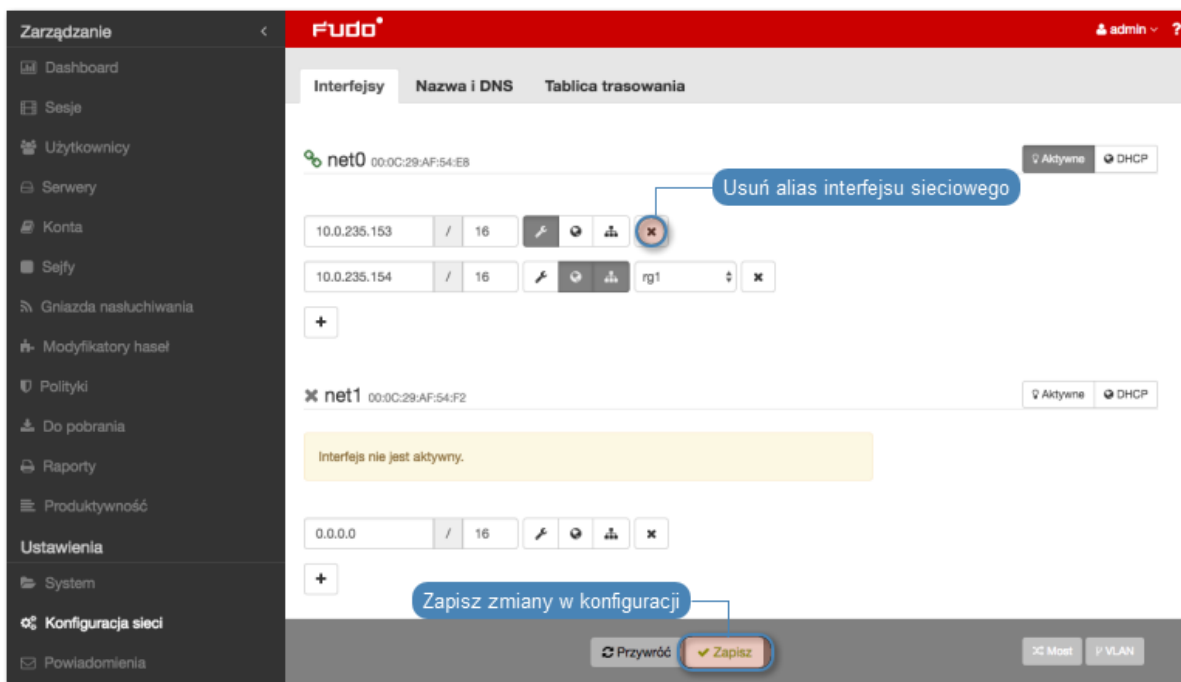 Zarządzanie
Dashboard
Sesje
Użytkownicy
Serwery
Konta
Sejfy
Gniazda nasłuchiwania
Modyfikatory haseł
Polityki
Do pobrania
Raporty
Produktywność
Ustawienia
System
Konfiguracja sieci
Powiadomienia
FUDO
admin ?
Interfejsy Nazwa i DNS Tablica trasowania
net0 00:0C:29:AF:54:E8
Aktywne DHCP
Usuń alias interfejsu sieciowego
10.0.235.153 / 16
10.0.235.154 / 16 rg1
+
net1 00:0C:29:AF:54:F2
Aktywne DHCP
Interfejs nie jest aktywny.
0.0.0.0 / 16
+
Zapisz zmiany w konfiguracji
Przywróć Zapisz
Most VLAN